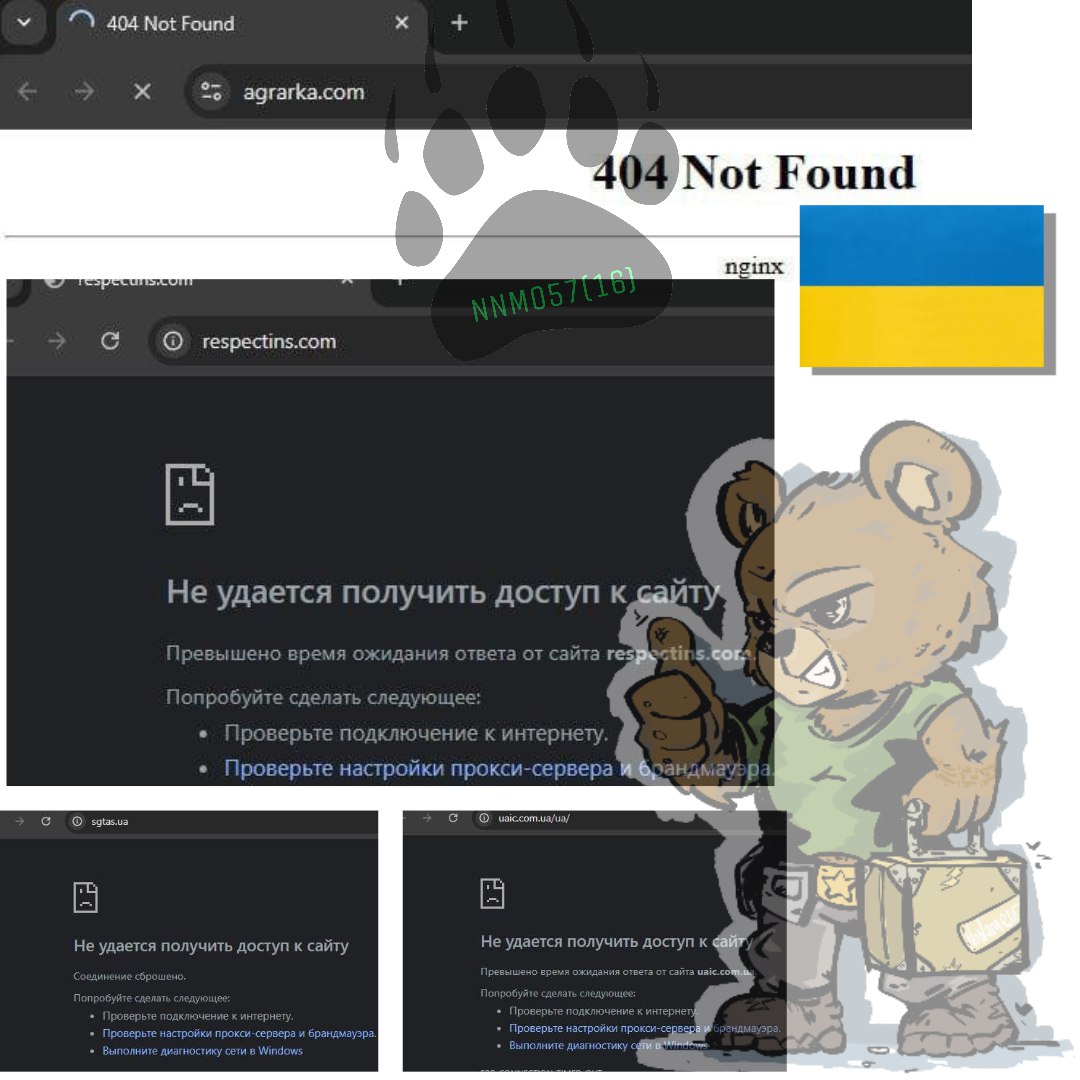 404 Not Found
agrarka.com
404 Not Found
nginx
NNM057(16)
respectins.com
respectins.com
Не удается получить доступ к сайту
Превышено время ожидания ответа от сайта respectins.com.
Попробуйте сделать следующее:
• Проверьте подключение к интернету.
• Проверьте настройки прокси-сервера и брандмауэра.
sgtas.ua
Не удается получить доступ к сайту
Соединение сброшено.
Попробуйте сделать следующее:
• Проверьте подключение к интернету.
• Проверьте настройки прокси-сервера и брандмауэра.
• Выполните диагностику сети в Windows
uaic.com.ua/ua/
Не удается получить доступ к сайту
Превышено время ожидания ответа от сайта uaic.com.ua.
Попробуйте сделать следующее:
• Проверьте подключение к интернету.
• Проверьте настройки прокси-сервера и брандмауэра.
• Выполните диагностику сети в Windows